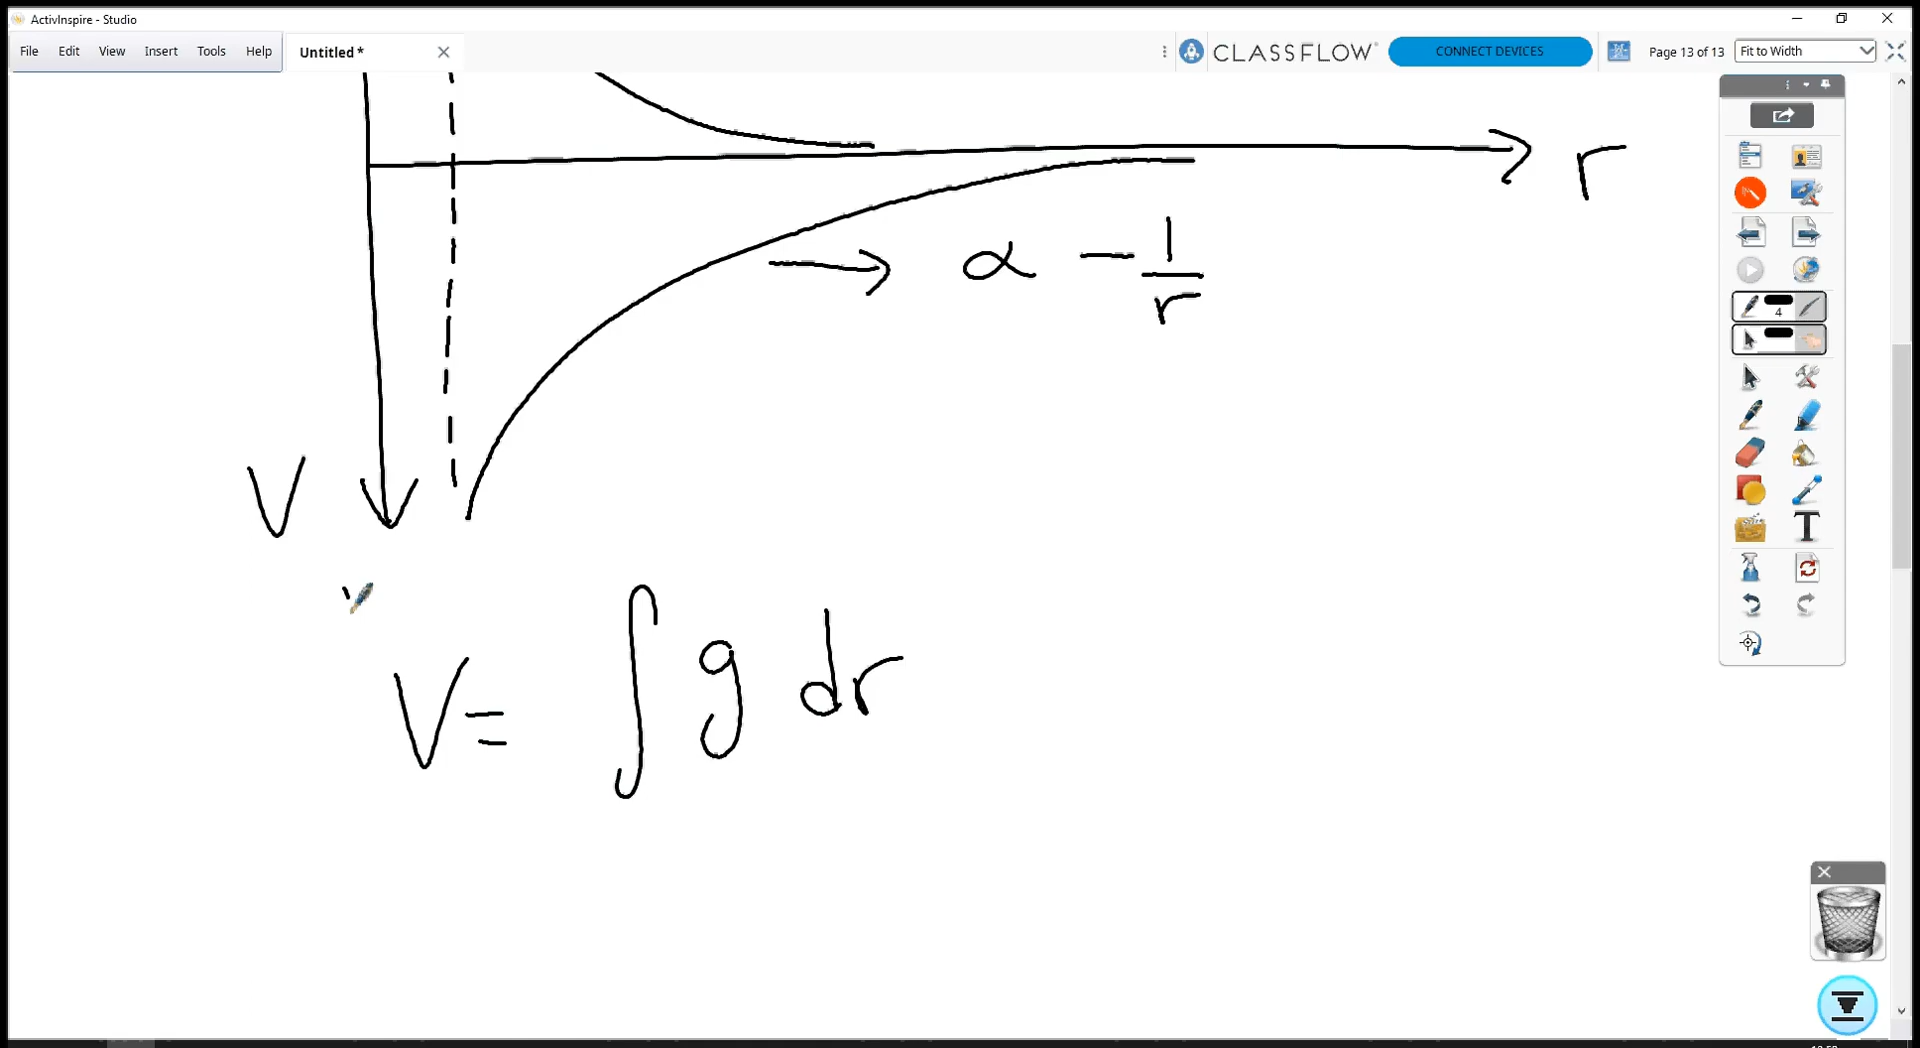 ActivInspire - Studio
File Edit View Insert Tools Help Untitled * CLASSFLOW CONNECT DEVICES Page 13 of 13 Fit to Width
r
α - 1/r
4
V
V = ∫ g dr
T